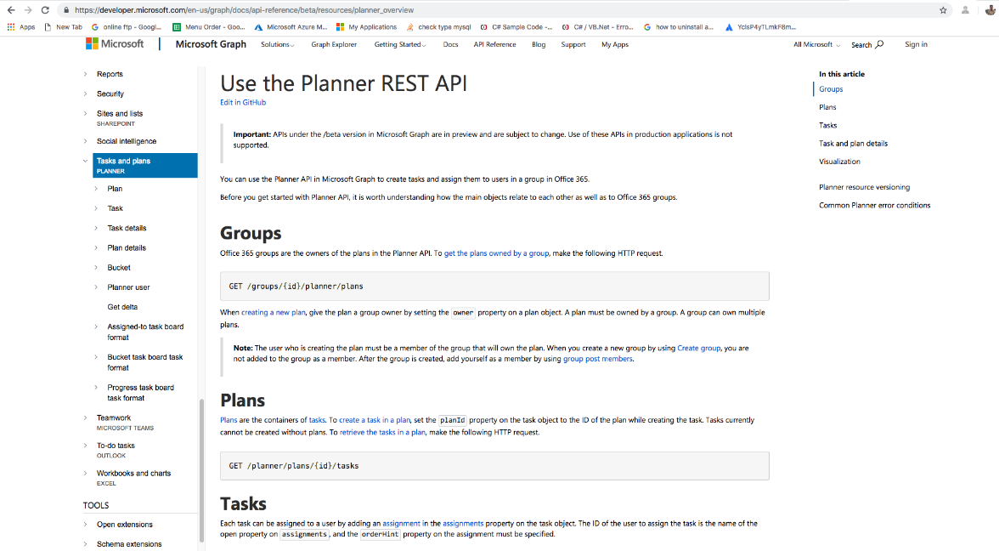 https://developer.microsoft.com/en-us/graph/docs/api-reference/beta/resources/planner_overview
Apps New Tab online ftp - Googl... Menu Order - Goo... Microsoft Azure M... My Applications check type mysql C# Sample Code -... C# / VB.Net - Erro... how to uninstall a... YclsP4yTLmkF8m...
Microsoft Microsoft Graph Solutions Graph Explorer Getting Started Docs API Reference Blog Support My Apps All Microsoft Search Sign in
Reports
Security
Sites and lists
SHAREPOINT
Social intelligence
Tasks and plans
PLANNER
Plan
Task
Task details
Plan details
Bucket
Planner user
Get delta
Assigned-to task board
format
Bucket task board task
format
Progress task board
task format
Teamwork
MICROSOFT TEAMS
To-do tasks
OUTLOOK
Workbooks and charts
EXCEL
TOOLS
Open extensions
Schema extensions
Use the Planner REST API
Edit in GitHub
Important: APIs under the /beta version in Microsoft Graph are in preview and are subject to change. Use of these APIs in production applications is not
supported.
You can use the Planner API in Microsoft Graph to create tasks and assign them to users in a group in Office 365.
Before you get started with Planner API, it is worth understanding how the main objects relate to each other as well as to Office 365 groups.
Groups
Office 365 groups are the owners of the plans in the Planner API. To get the plans owned by a group, make the following HTTP request.
GET /groups/{id}/planner/plans
When creating a new plan, give the plan a group owner by setting the owner property on a plan object. A plan must be owned by a group. A group can own multiple
plans.
Note: The user who is creating the plan must be a member of the group that will own the plan. When you create a new group by using Create group, you are
not added to the group as a member. After the group is created, add yourself as a member by using group post members.
Plans
Plans are the containers of tasks. To create a task in a plan, set the planId property on the task object to the ID of the plan while creating the task. Tasks currently
cannot be created without plans. To retrieve the tasks in a plan, make the following HTTP request.
GET /planner/plans/{id}/tasks
Tasks
Each task can be assigned to a user by adding an assignment in the assignments property on the task object. The ID of the user to assign the task is the name of the
open property on assignments, and the orderHint property on the assignment must be specified.
In this article
Groups
Plans
Tasks
Task and plan details
Visualization
Planner resource versioning
Common Planner error conditions